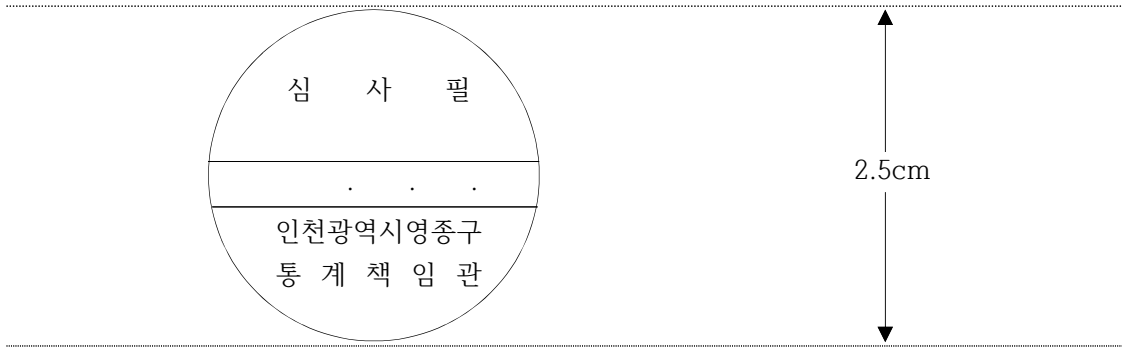 심 사 필
. . .
2.5cm
인천광역시영종구
통 계 책 임 관